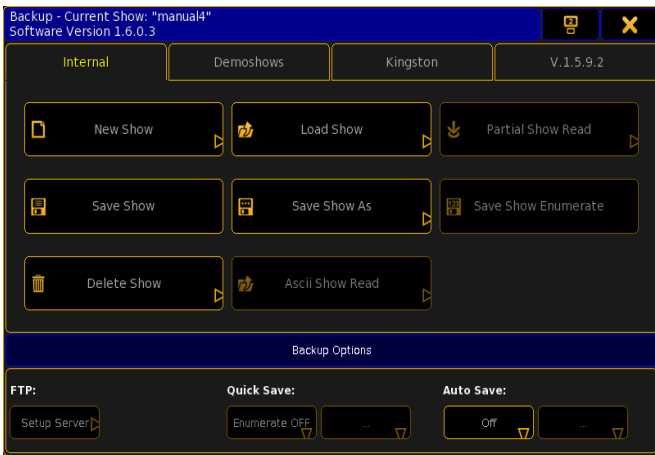 Backup - Current Show: "manual4"
Software Version 1.6.0.3
2
Internal
Demoshows
Kingston
V.1.5.9.2
New Show
Load Show
Partial Show Read
Save Show
Save Show As
123
Save Show Enumerate
Delete Show
Ascii Show Read
Backup Options
FTP:
Quick Save:
Auto Save:
Setup Server
Enumerate OFF
...
Off
...